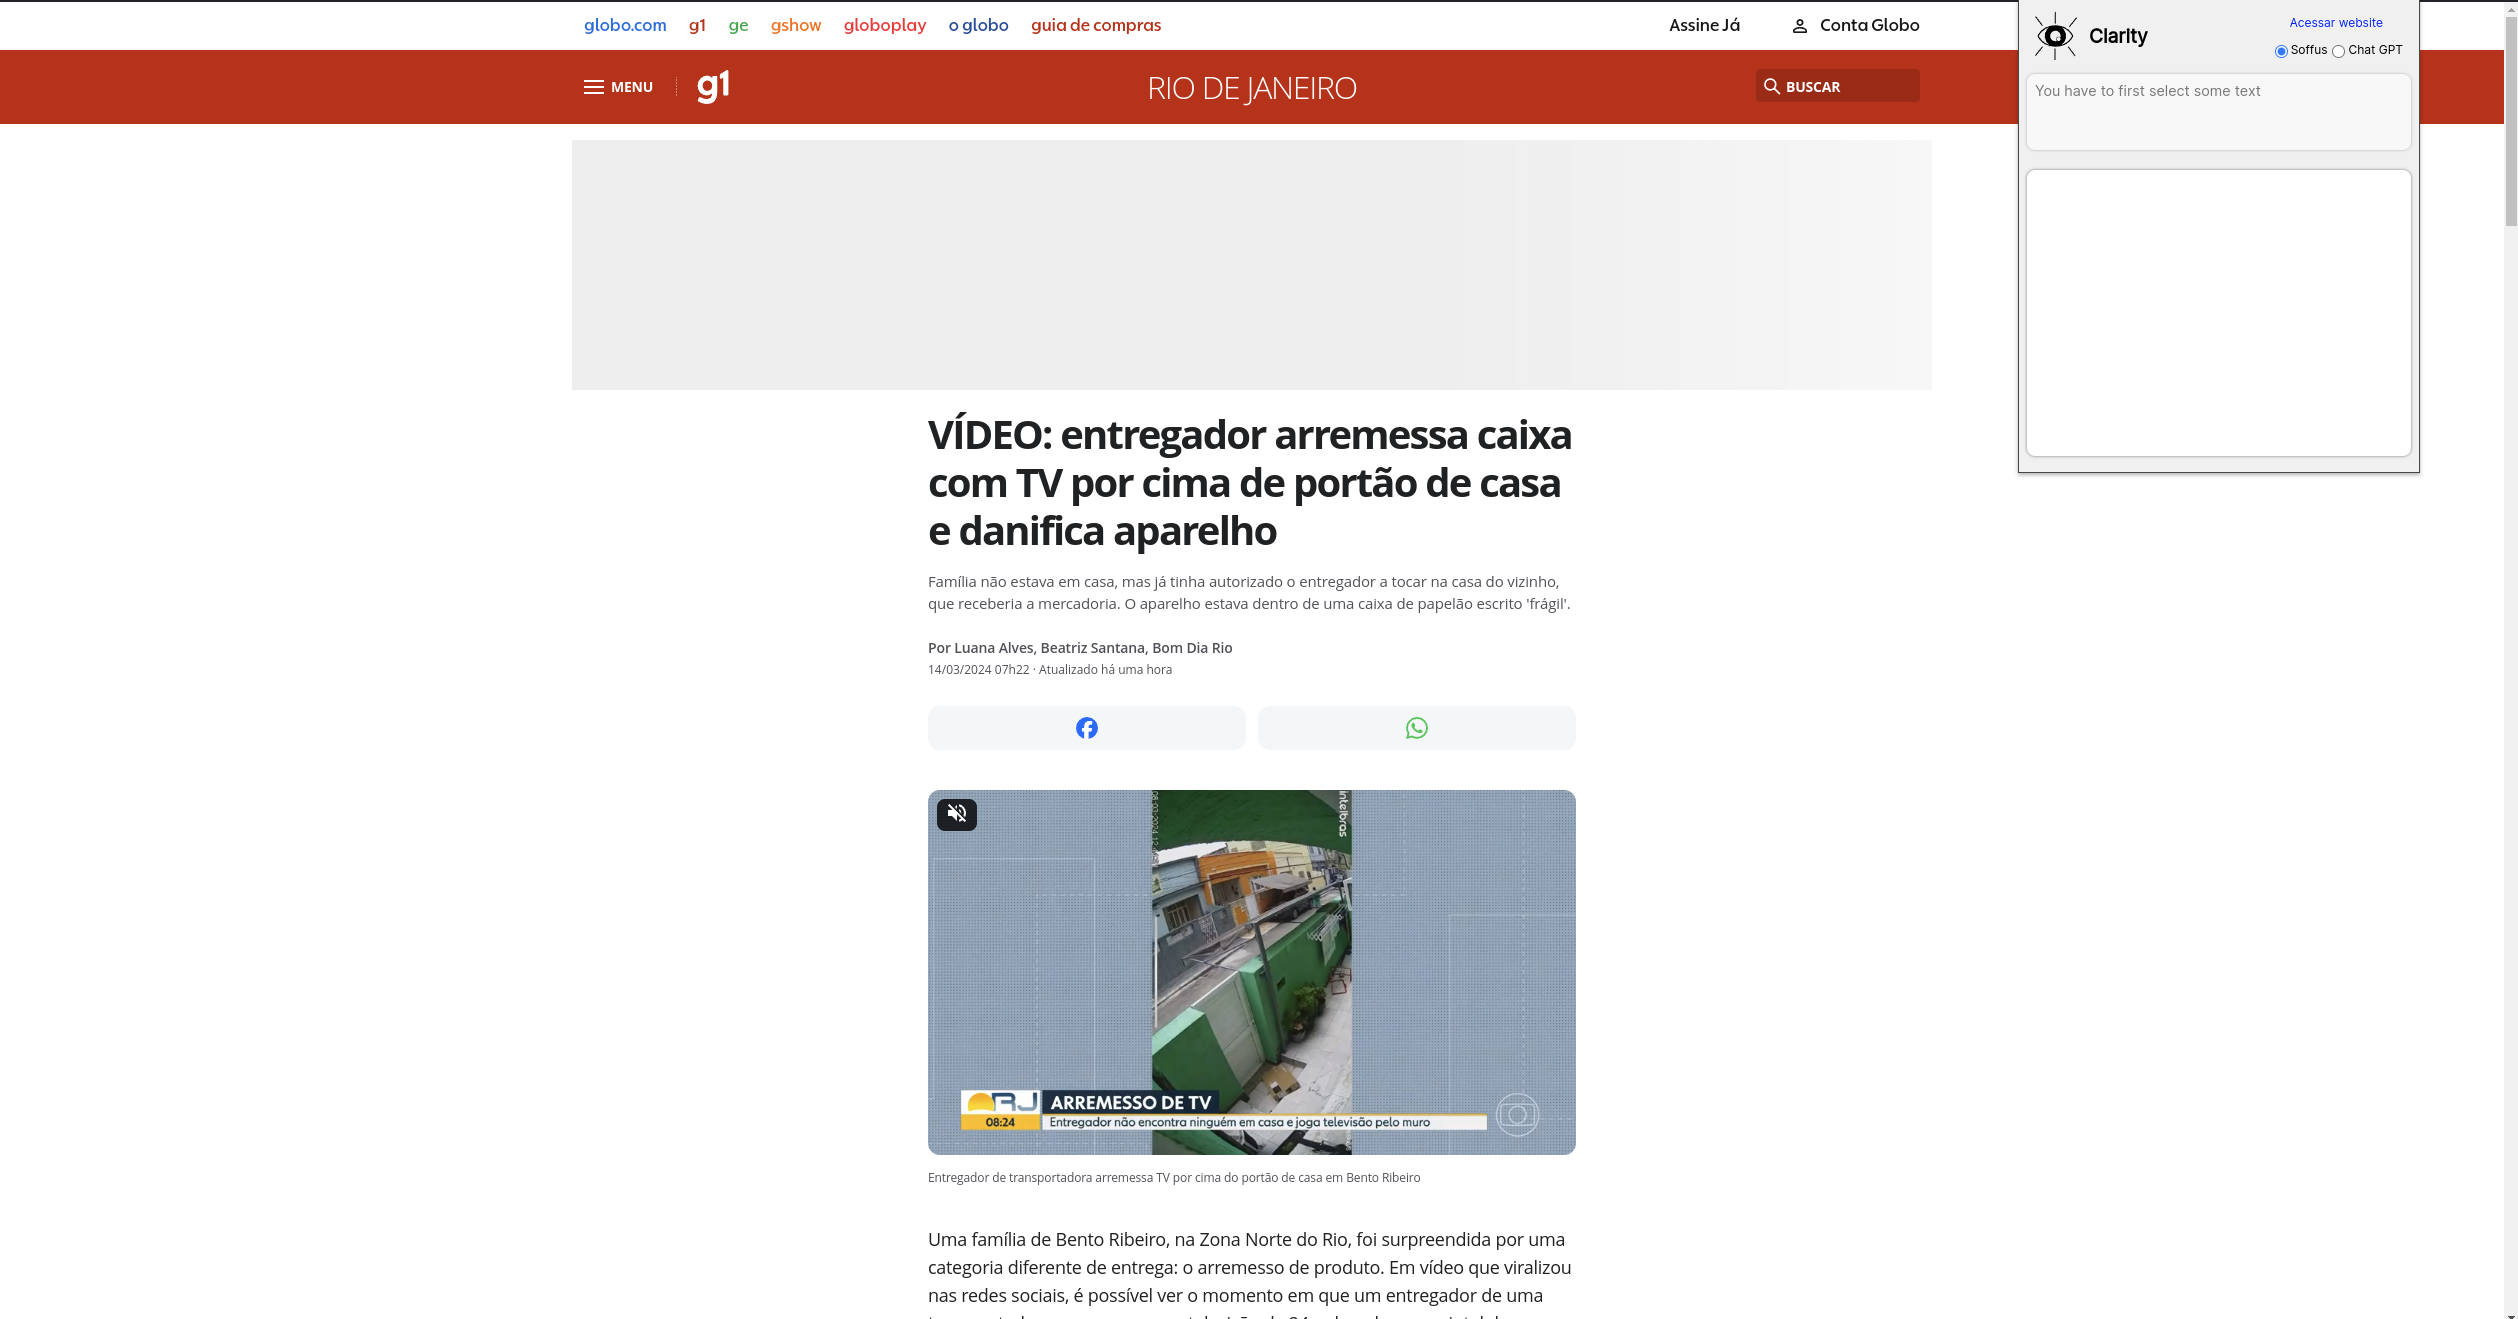 globo.com g1 ge gshow globoplay o globo guia de compras Assine Já Conta Globo
MENU g1 RIO DE JANEIRO BUSCAR
Clarity
Acessar website
Soffus Chat GPT
You have to first select some text
VÍDEO: entregador arremessa caixa
com TV por cima de portão de casa
e danifica aparelho
Família não estava em casa, mas já tinha autorizado o entregador a tocar na casa do vizinho,
que receberia a mercadoria. O aparelho estava dentro de uma caixa de papelão escrito 'frágil'.
Por Luana Alves, Beatriz Santana, Bom Dia Rio
14/03/2024 07h22 · Atualizado há uma hora
intelbras
RJ
ARREMESSO DE TV
08:24
Entregador não encontra ninguém em casa e joga televisão pelo muro
Entregador de transportadora arremessa TV por cima do portão de casa em Bento Ribeiro
Uma família de Bento Ribeiro, na Zona Norte do Rio, foi surpreendida por uma
categoria diferente de entrega: o arremesso de produto. Em vídeo que viralizou
nas redes sociais, é possível ver o momento em que um entregador de uma